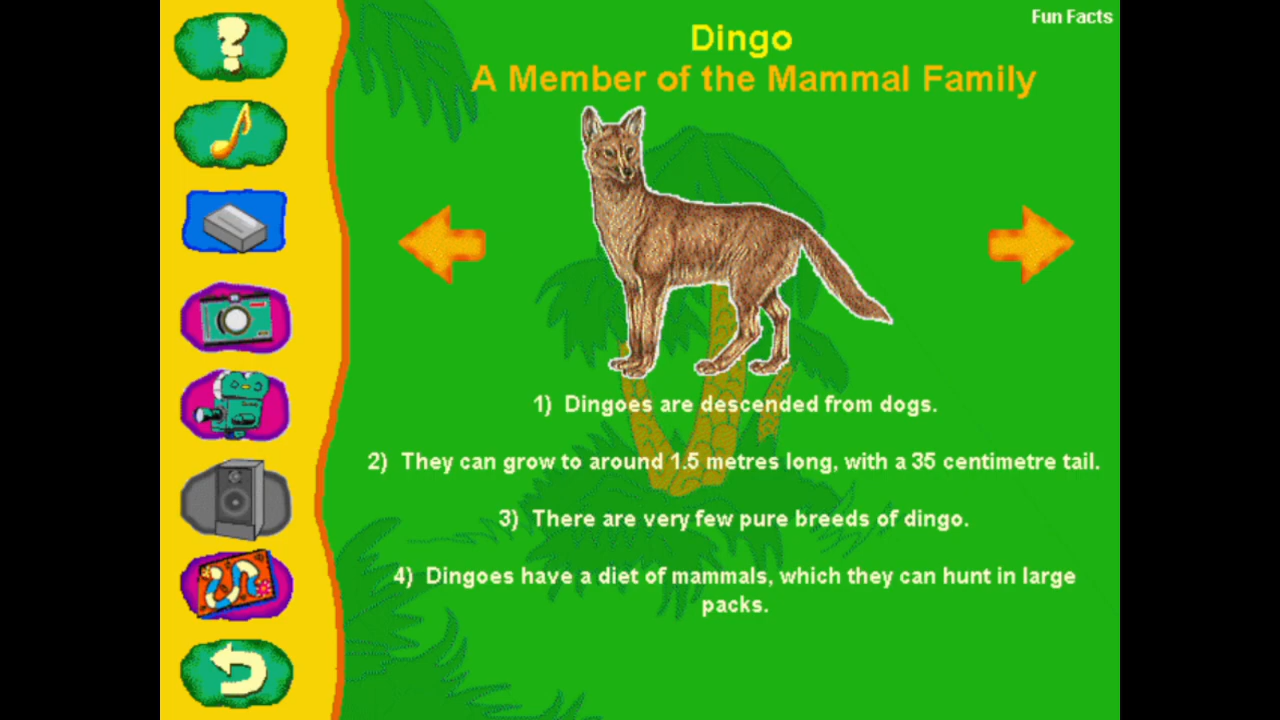 Fun Facts
Dingo
A Member of the Mammal Family
1) Dingoes are descended from dogs.
2) They can grow to around 1.5 metres long, with a 35 centimetre tail.
3) There are very few pure breeds of dingo.
4) Dingoes have a diet of mammals, which they can hunt in large
packs.